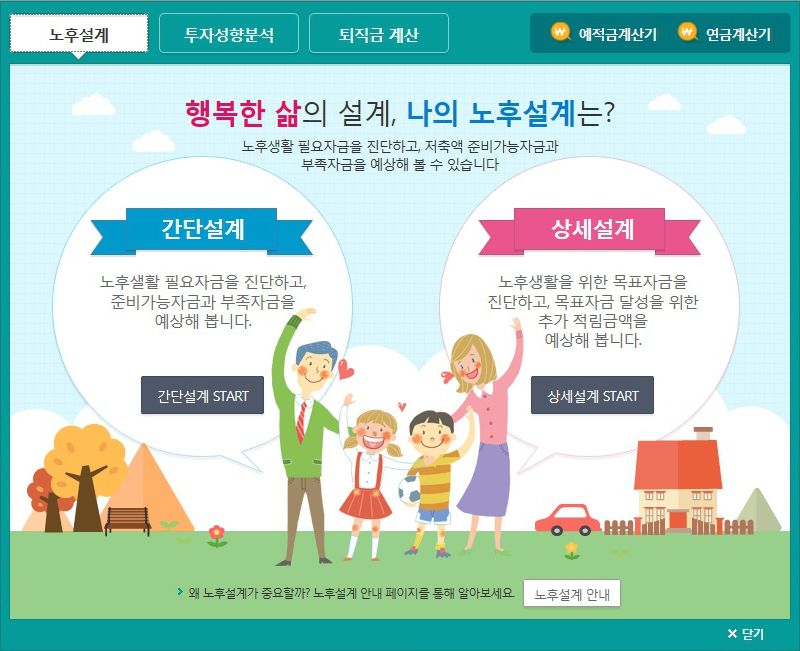 노후설계
투자성향분석
퇴직금 계산
예적금계산기
연금계산기
행복한 삶의 설계, 나의 노후설계는?
노후생활 필요자금을 진단하고, 저축액 준비가능자금과
부족자금을 예상해 볼 수 있습니다
간단설계
노후샐활 필요자금을 진단하고,
준비가능자금과 부족자금을
예상해 봅니다.
간단설계 START
상세설계
노후생활을 위한 목표자금을
진단하고, 목표자금 달성을 위한
추가 적림금액을
예상해 봅니다.
상세설계 START
왜 노후설계가 중요할까? 노후설계 안내 페이지를 통해 알아보세요.
노후설계 안내
닫기